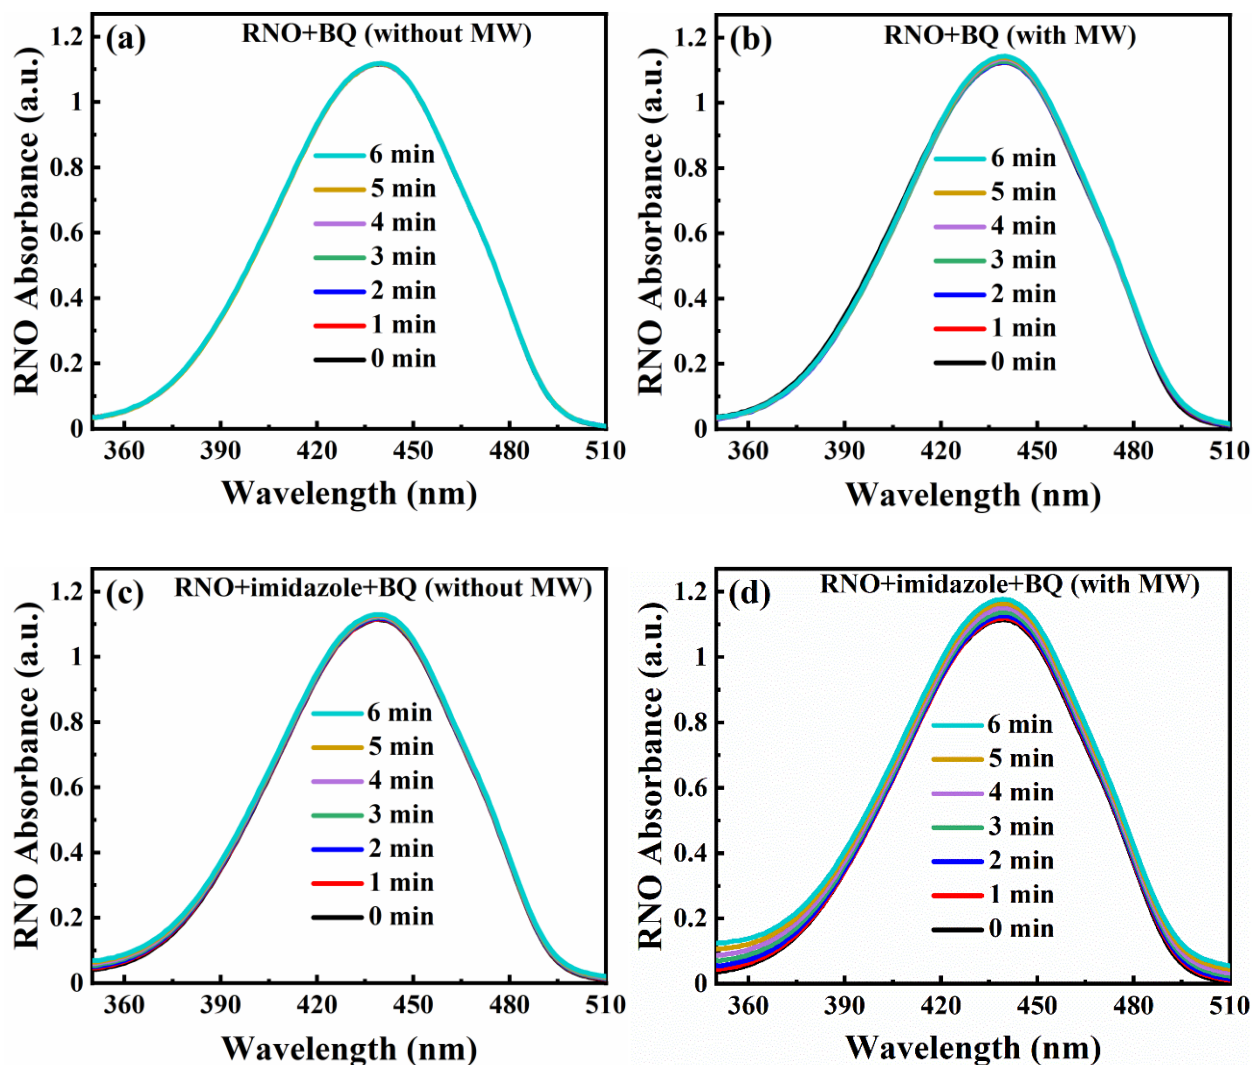 (a) RNO+BQ (without MW)
RNO Absorbance (a.u.)
1.2
1
0.8
0.6
0.4
0.2
0
6 min
5 min
4 min
3 min
2 min
1 min
0 min
360 390 420 450 480 510
Wavelength (nm)
(b) RNO+BQ (with MW)
RNO Absorbance (a.u.)
1.2
1
0.8
0.6
0.4
0.2
0
6 min
5 min
4 min
3 min
2 min
1 min
0 min
360 390 420 450 480 510
Wavelength (nm)
(c) RNO+imidazole+BQ (without MW)
RNO Absorbance (a.u.)
1.2
1
0.8
0.6
0.4
0.2
0
6 min
5 min
4 min
3 min
2 min
1 min
0 min
360 390 420 450 480 510
Wavelength (nm)
(d) RNO+imidazole+BQ (with MW)
RNO Absorbance (a.u.)
1.2
1
0.8
0.6
0.4
0.2
0
6 min
5 min
4 min
3 min
2 min
1 min
0 min
360 390 420 450 480 510
Wavelength (nm)